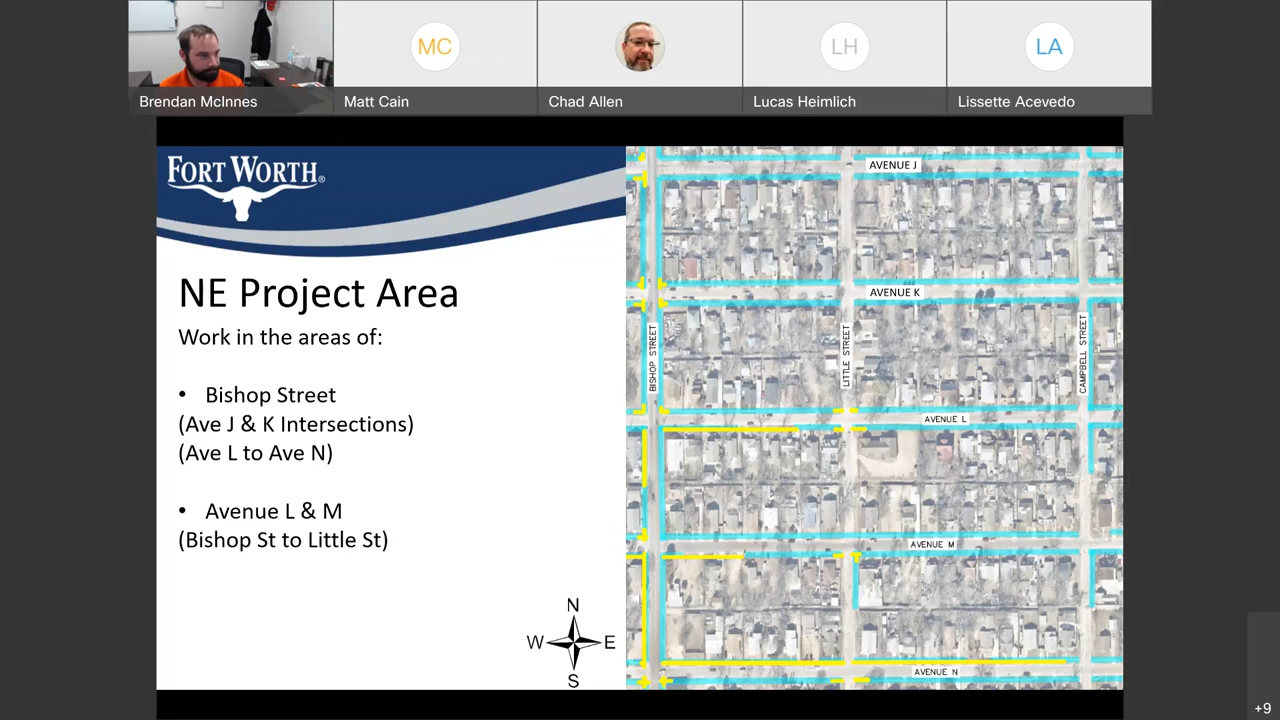 MC
LH
LA
Brendan McInnes
Matt Cain
Chad Allen
Lucas Heimlich
Lissette Acevedo
FORT WORTH®
NE Project Area
Work in the areas of:
• Bishop Street
(Ave J & K Intersections)
(Ave L to Ave N)
• Avenue L & M
(Bishop St to Little St)
N
W E
S
AVENUE J
AVENUE K
BISHOP STREET
LITTLE STREET
CAMPBELL STREET
AVENUE L
AVENUE M
AVENUE N
+9